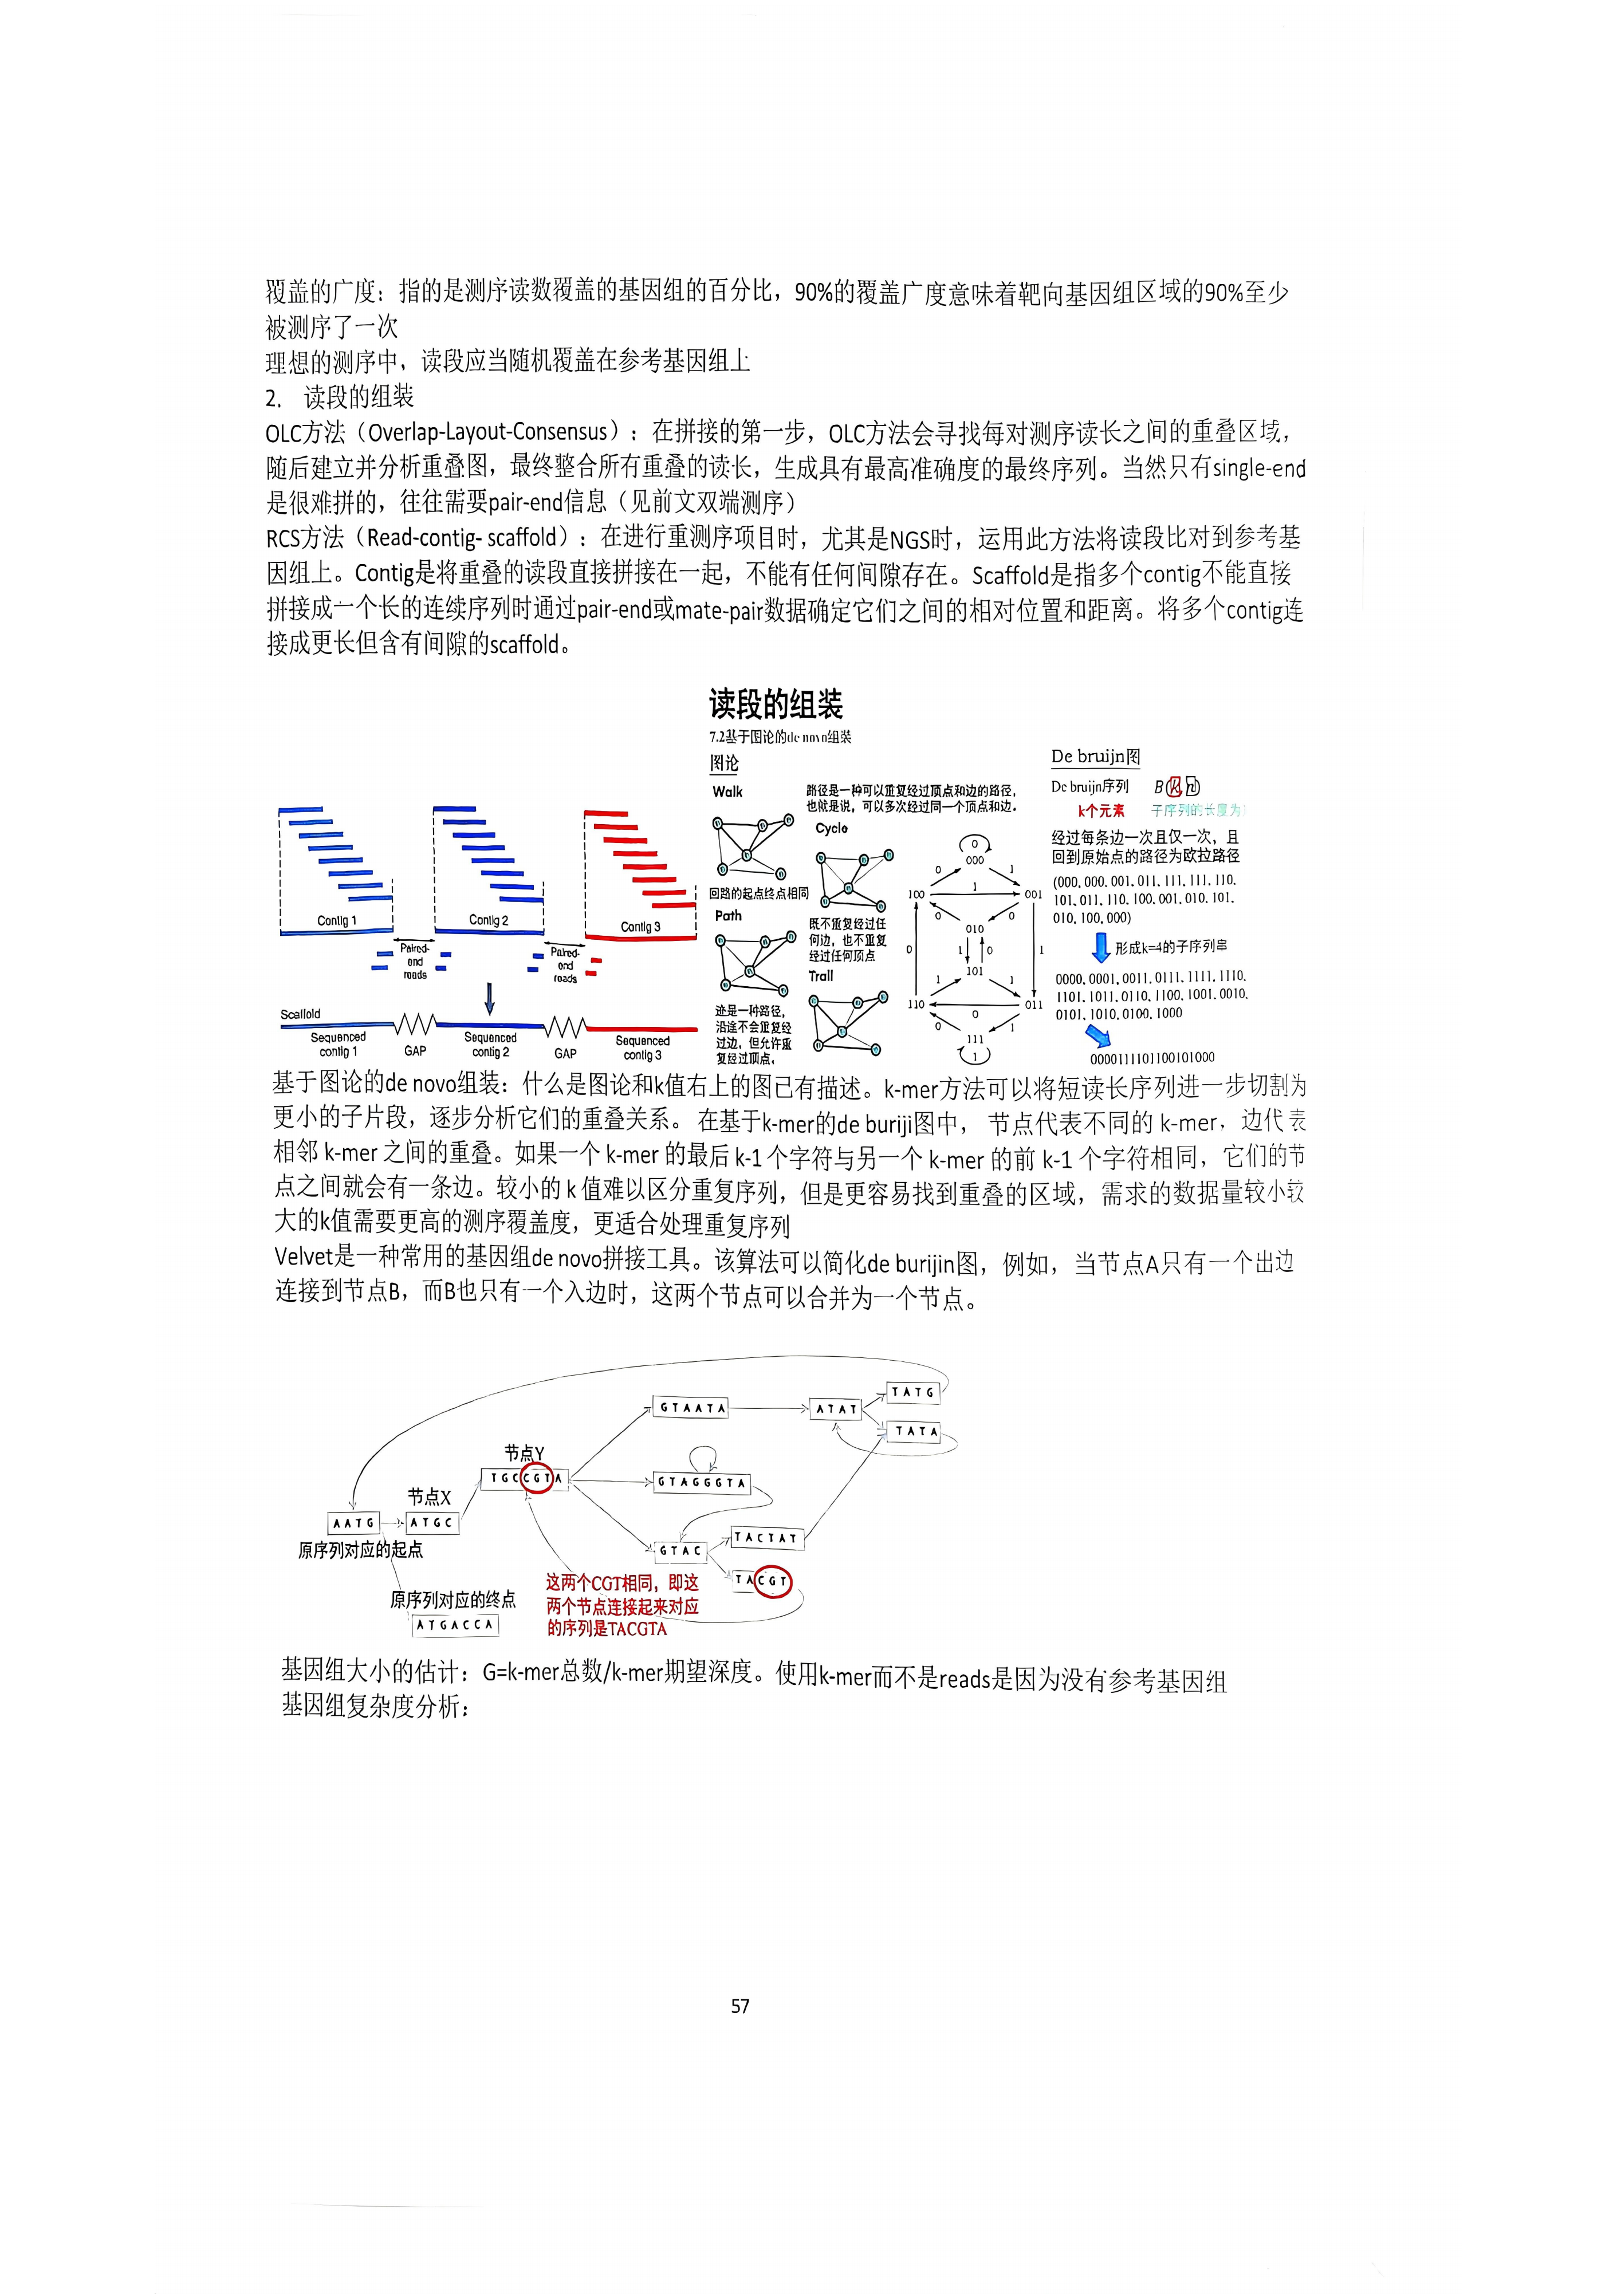 覆盖的广度：指的是测序读数覆盖的基因组的百分比，90%的覆盖广度意味着靶向基因组区域的90%至少
被测序了一次
理想的测序中，读段应当随机覆盖在参考基因组上
2. 读段的组装
OLC方法（Overlap-Layout-Consensus）：在拼接的第一步，OLC方法会寻找每对测序读长之间的重叠区域，
随后建立并分析重叠图，最终整合所有重叠的读长，生成具有最高准确度的最终序列。当然只有single-end
是很难拼的，往往需要pair-end信息（见前文双端测序）
RCS方法（Read-contig- scaffold）：在进行重测序项目时，尤其是NGS时，运用此方法将读段比对到参考基
因组上。Contig是将重叠的读段直接拼接在一起，不能有任何间隙存在。Scaffold是指多个contig不能直接
拼接成一个长的连续序列时通过pair-end或mate-pair数据确定它们之间的相对位置和距离。将多个contig连
接成更长但含有间隙的scaffold。
Contig 1
Contig 2
Contig 3
Paired-
end
reads
Paired-
end
reads
Scaffold
Sequenced
contig 1
GAP
Sequenced
contig 2
GAP
Sequenced
contig 3
读段的组装
7.2基于图论的de novo组装
图论
Walk
路径是一种可以重复经过顶点和边的路径，
也就是说，可以多次经过同一个顶点和边。
Cycle
回路的起点终点相同
Path
既不重复经过任
何边，也不重复
经过任何顶点
Trail
迹是一种路径，
沿途不会重复经
过边，但允许重
复经过顶点。
0
000
0
1
100
1
001
0
0
010
0
1
0
1
101
1
1
110
0
011
0
1
111
1
De bruijn图
De bruijn序列
B(k,n)
k个元素
子序列的长度为
经过每条边一次且仅一次，且
回到原始点的路径为欧拉路径
(000, 000, 001, 011, 111, 111, 110,
101, 011, 110, 100, 001, 010, 101,
010, 100, 000)
形成k=4的子序列串
0000, 0001, 0011, 0111, 1111, 1110,
1101, 1011, 0110, 1100, 1001, 0010,
0101, 1010, 0100, 1000
0000111101100101000
基于图论的de novo组装：什么是图论和k值右上的图已有描述。k-mer方法可以将短读长序列进一步切割为
更小的子片段，逐步分析它们的重叠关系。 在基于k-mer的de buriji图中， 节点代表不同的 k-mer，边代表
相邻 k-mer 之间的重叠。如果一个 k-mer 的最后 k-1 个字符与另一个 k-mer 的前 k-1 个字符相同，它们的节
点之间就会有一条边。较小的 k 值难以区分重复序列，但是更容易找到重叠的区域，需求的数据量较小较
大的k值需要更高的测序覆盖度，更适合处理重复序列
Velvet是一种常用的基因组de novo拼接工具。该算法可以简化de burijin图，例如，当节点A只有一个出边
连接到节点B，而B也只有一个入边时，这两个节点可以合并为一个节点。
TATG
GTAATA
ATAT
TATA
节点Y
TGCCGTA
GTAGGGTA
节点X
AATG
ATGC
原序列对应的起点
TACTAT
GTAC
TACGT
原序列对应的终点
ATGACCA
这两个CGT相同，即这
两个节点连接起来对应
的序列是TACGTA
基因组大小的估计：G=k-mer总数/k-mer期望深度。使用k-mer而不是reads是因为没有参考基因组
基因组复杂度分析：
57